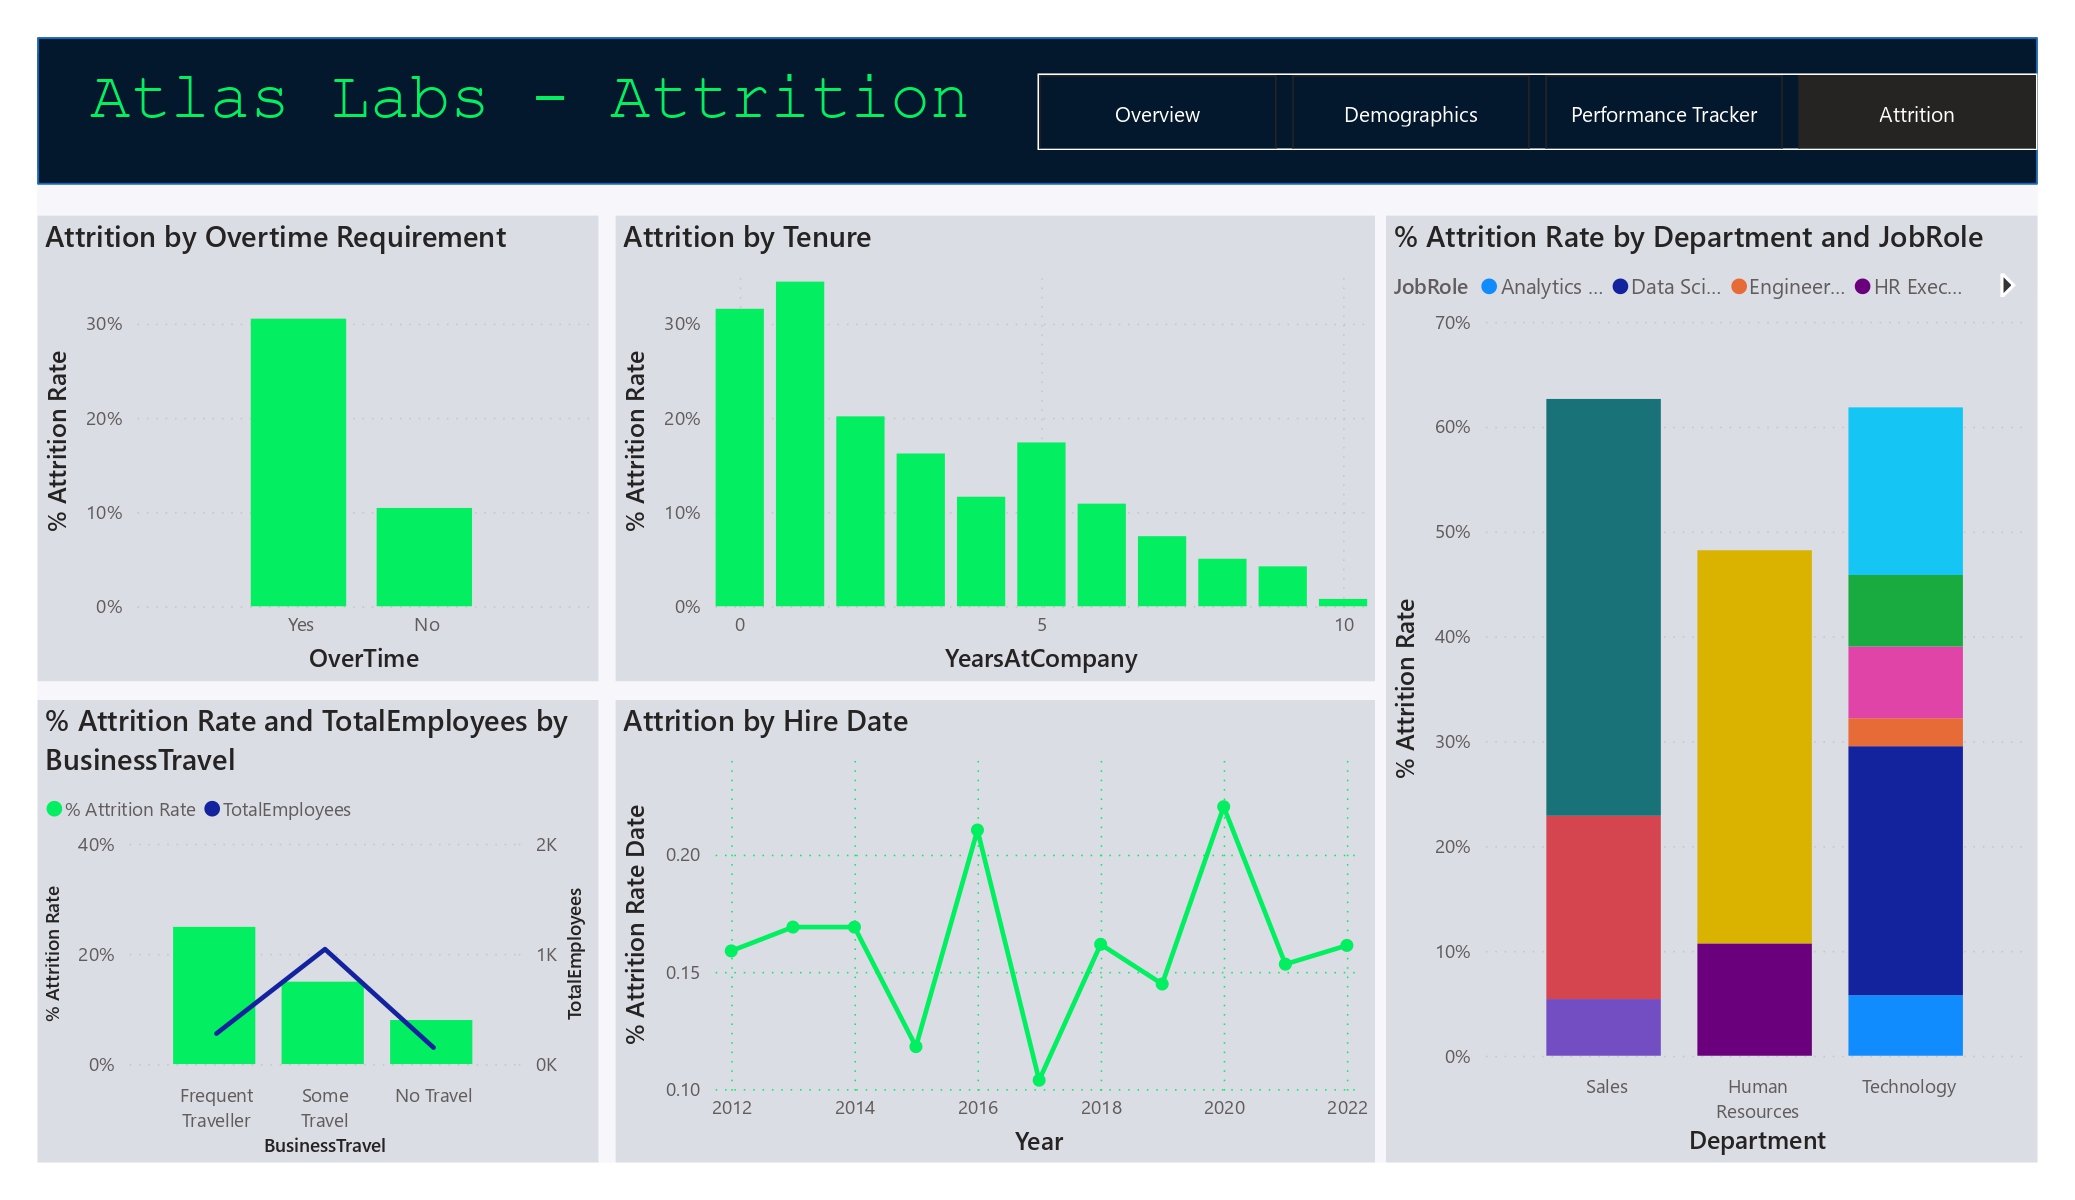 Atlas Labs - Attrition
Overview
Demographics
Performance Tracker
Attrition
Attrition by Overtime Requirement
% Attrition Rate
30%
20%
10%
0%
Yes
No
OverTime
Attrition by Tenure
% Attrition Rate
30%
20%
10%
0%
0
5
10
YearsAtCompany
% Attrition Rate by Department and JobRole
JobRole
Analytics ...
Data Sci...
Engineer...
HR Exec...
% Attrition Rate
70%
60%
50%
40%
30%
20%
10%
0%
Sales
Human
Resources
Technology
Department
% Attrition Rate and TotalEmployees by
BusinessTravel
% Attrition Rate
TotalEmployees
% Attrition Rate
40%
20%
0%
2K
1K
0K
TotalEmployees
Frequent
Traveller
Some
Travel
No Travel
BusinessTravel
Attrition by Hire Date
% Attrition Rate Date
0.20
0.15
0.10
2012
2014
2016
2018
2020
2022
Year